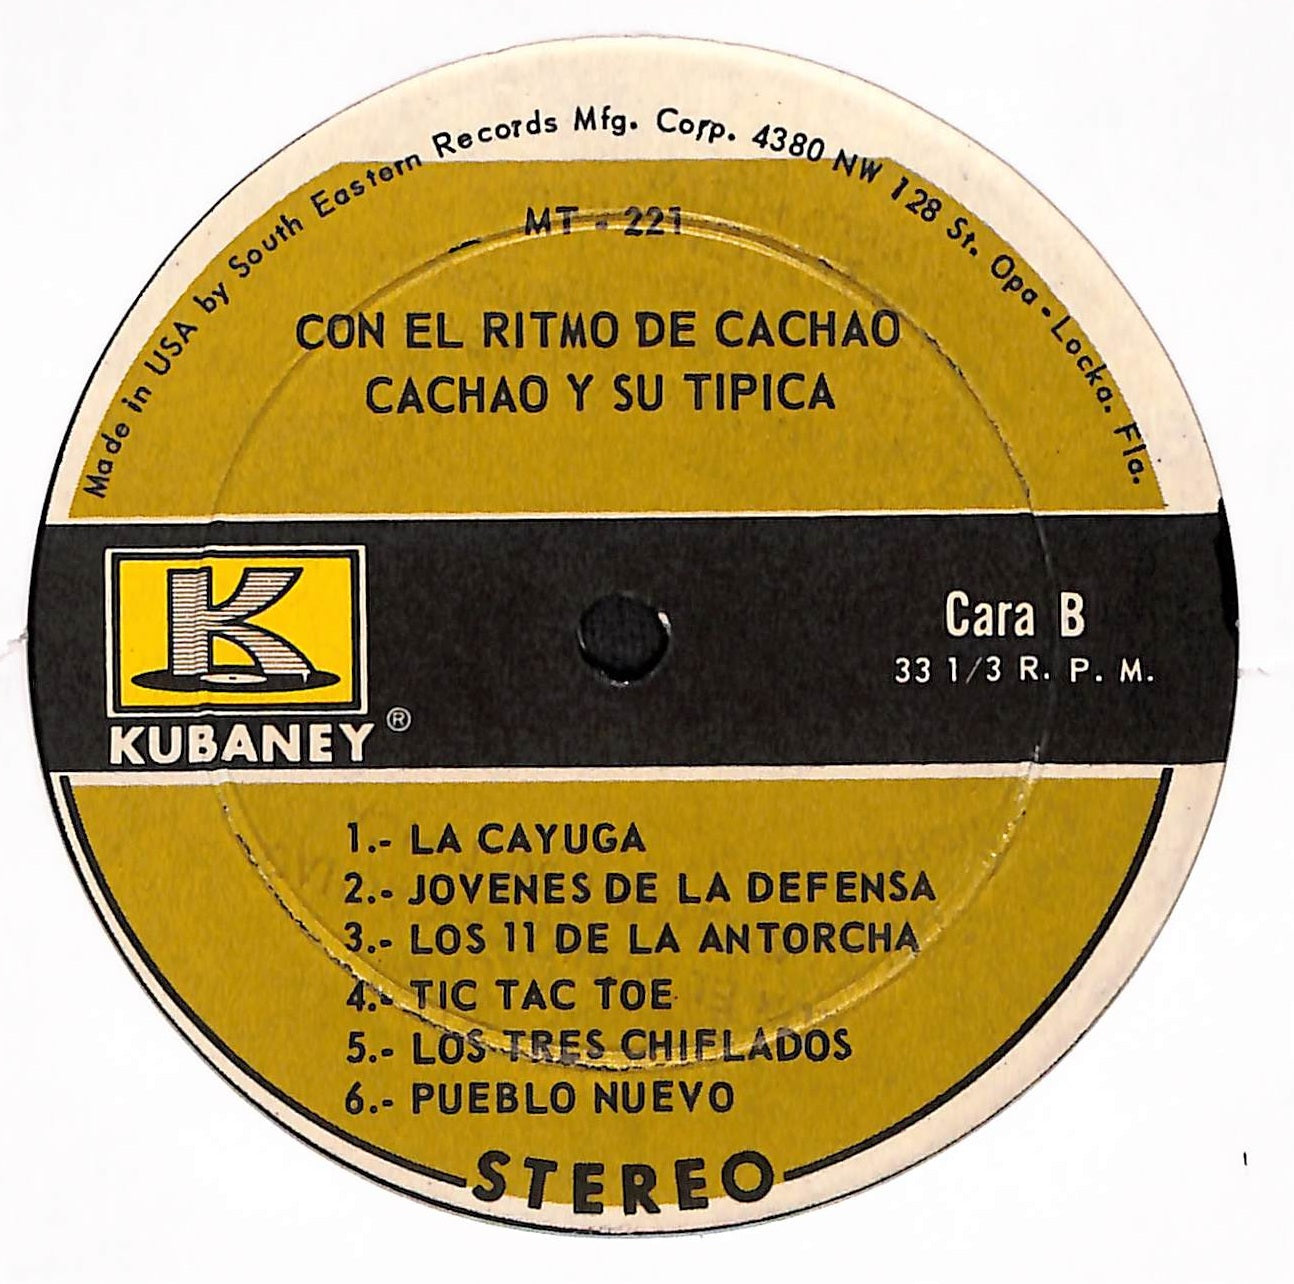 Made in USA by South Eastern Records Mfg. Corp. 4380 NW 128 St. Opa-Locka. Fla.
MT - 221
CON EL RITMO DE CACHAO
CACHAO Y SU TIPICA
K
KUBANEY ®
Cara B
33 1/3 R. P. M.
1.- LA CAYUGA
2.- JOVENES DE LA DEFENSA
3.- LOS 11 DE LA ANTORCHA
4.- TIC TAC TOE
5.- LOS TRES CHIFLADOS
6.- PUEBLO NUEVO
STEREO